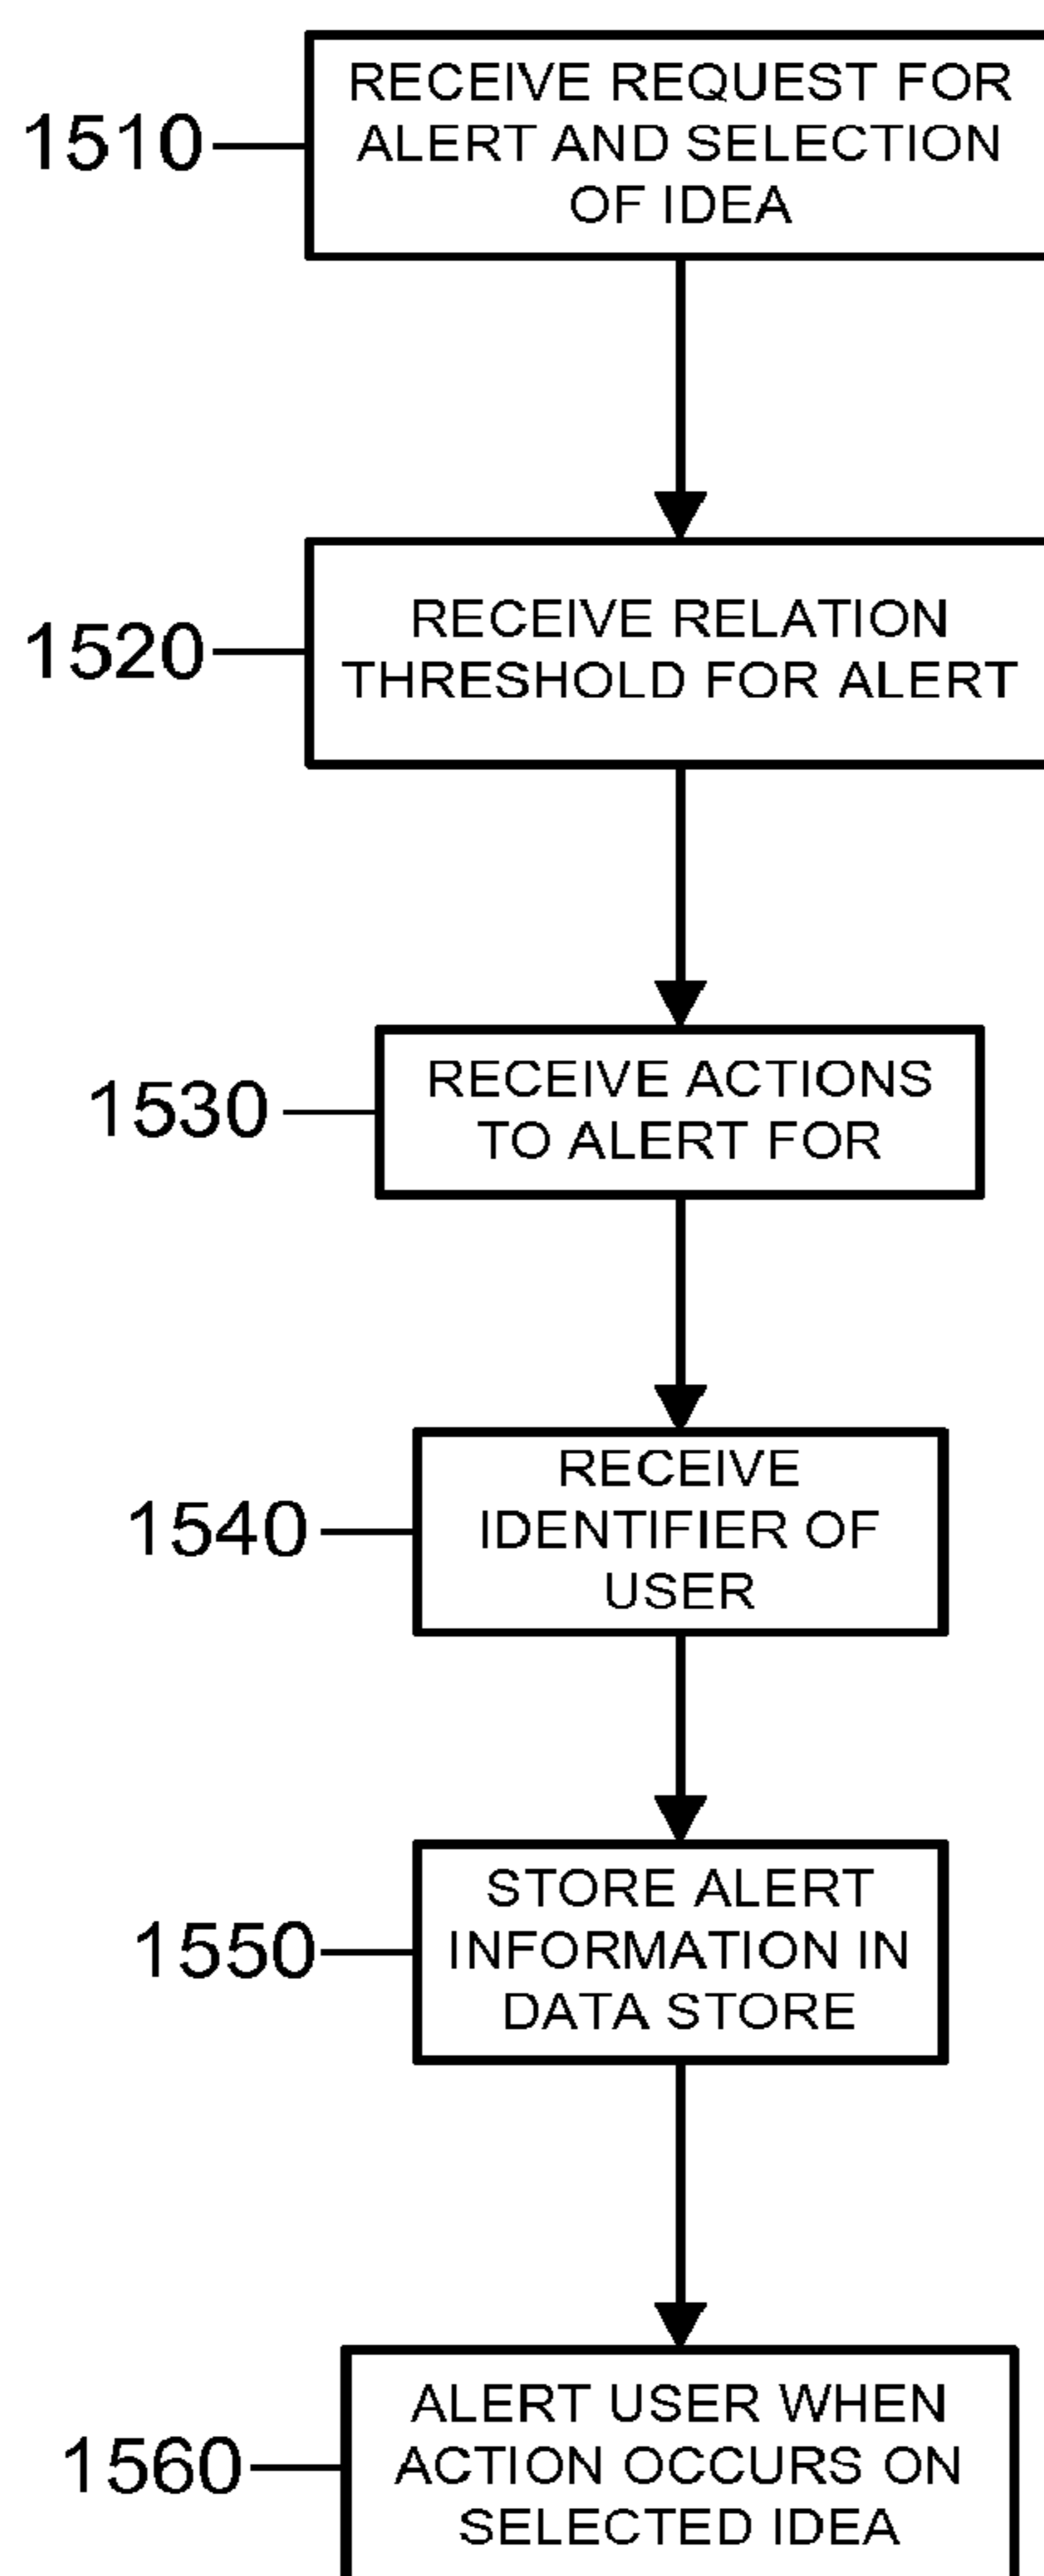 1510
RECEIVE REQUEST FOR
ALERT AND SELECTION
OF IDEA
1520
RECEIVE RELATION
THRESHOLD FOR ALERT
1530
RECEIVE ACTIONS
TO ALERT FOR
1540
RECEIVE
IDENTIFIER OF
USER
1550
STORE ALERT
INFORMATION IN
DATA STORE
1560
ALERT USER WHEN
ACTION OCCURS ON
SELECTED IDEA